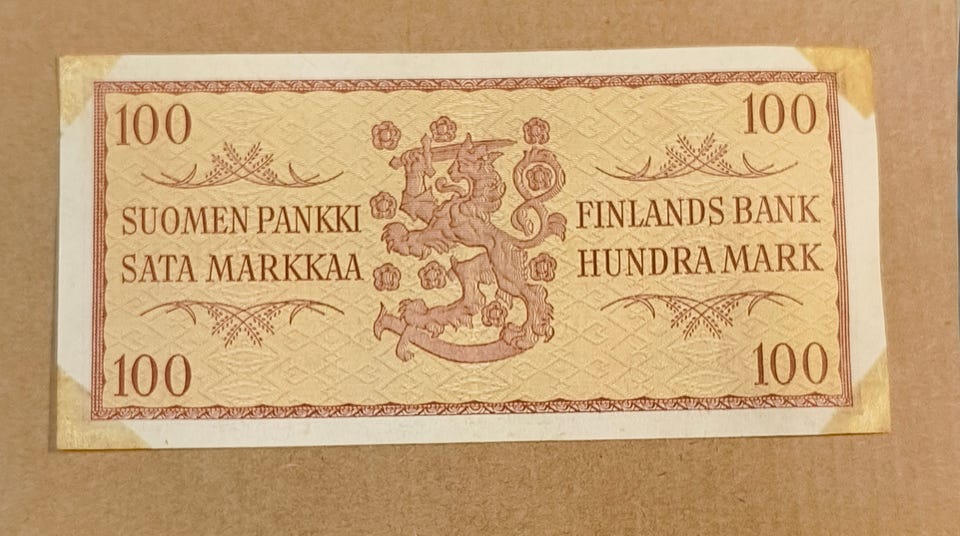 100
100
SUOMEN PANKKI
SATA MARKKAA
FINLANDS BANK
HUNDRA MARK
100
100